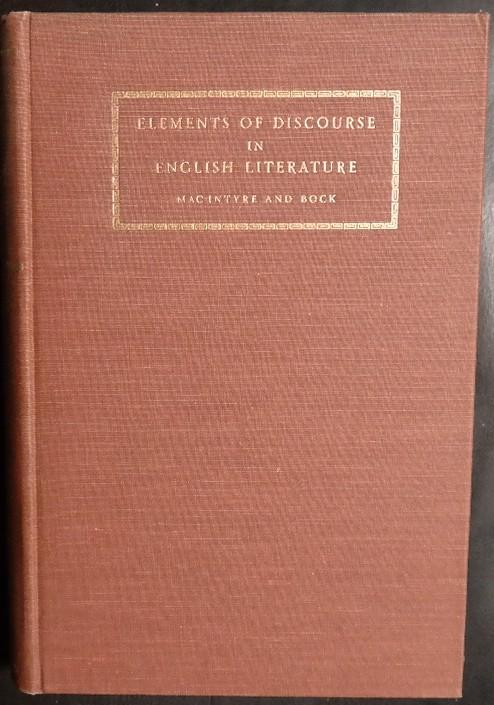 ELEMENTS OF DISCOURSE
IN
ENGLISH LITERATURE
MAC·INTYRE AND BOCK